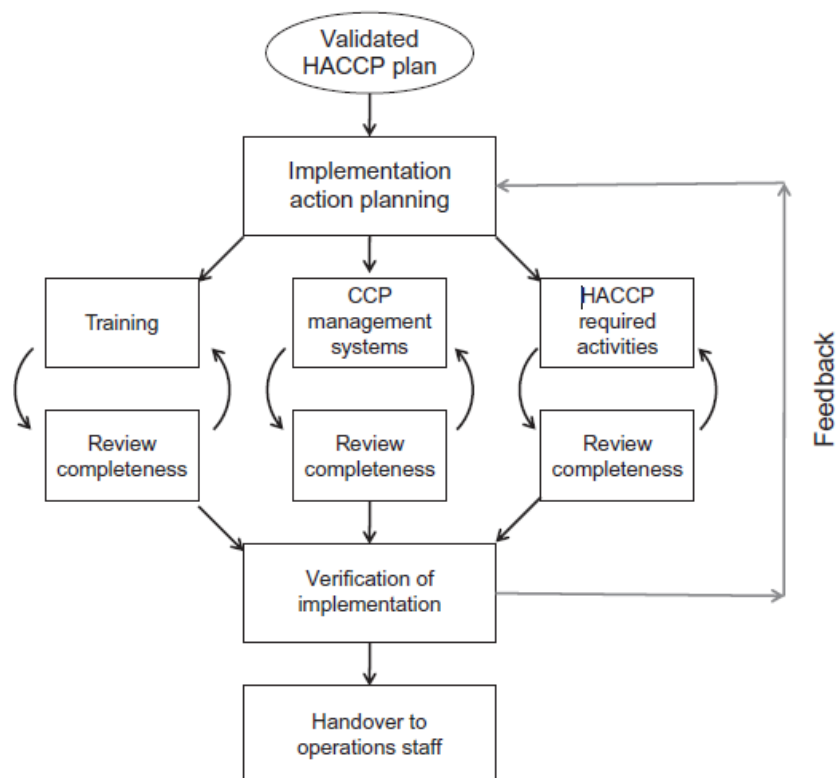 Validated
HACCP plan
Implementation
action planning
Training
CCP
management
systems
HACCP
required
activities
Review
completeness
Review
completeness
Review
completeness
Feedback
Verification of
implementation
Handover to
operations staff